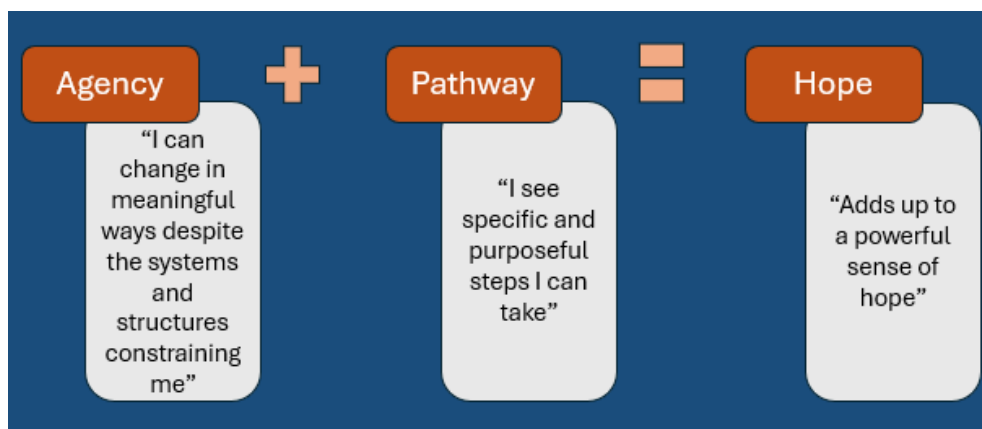 Agency
“I can
change in
meaningful
ways despite
the systems
and
structures
constraining
me”
Pathway
“I see
specific and
purposeful
steps I can
take”
Hope
“Adds up to
a powerful
sense of
hope”